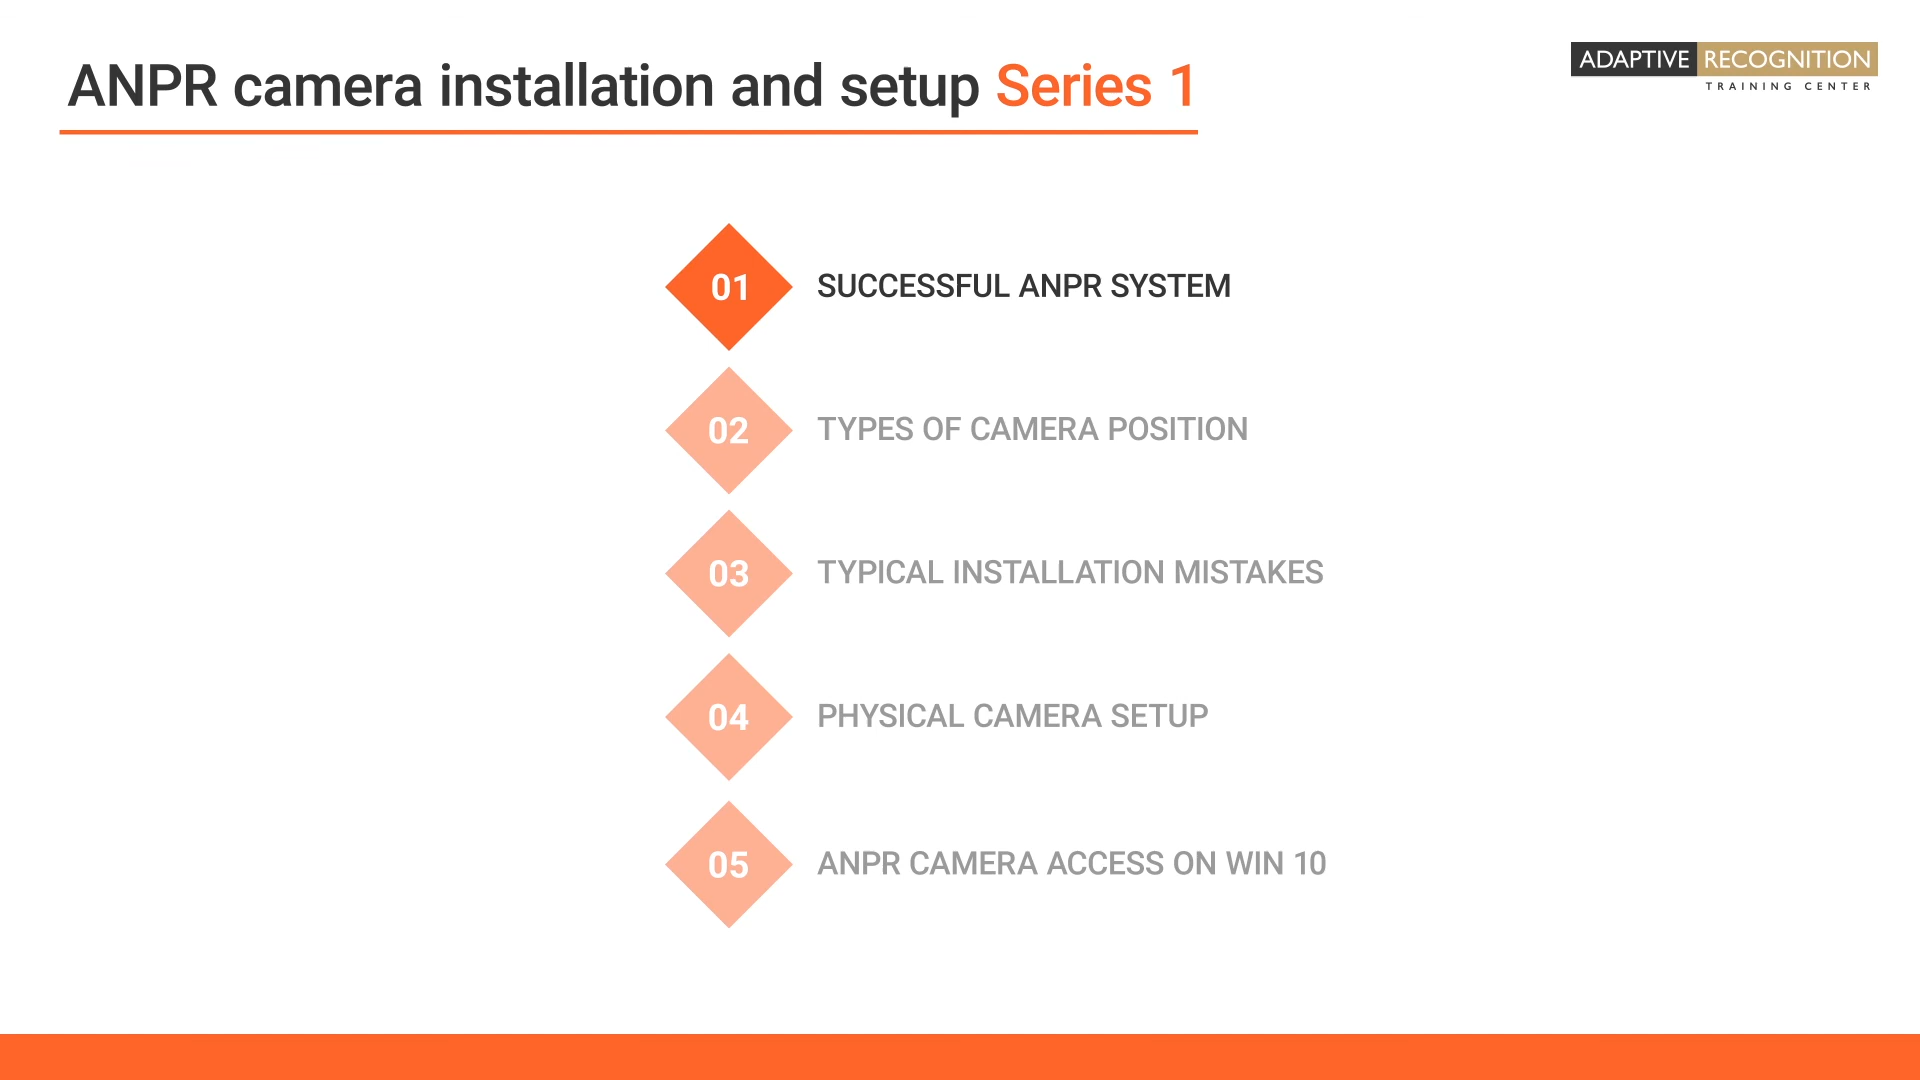 ANPR camera installation and setup Series 1
ADAPTIVE RECOGNITION
TRAINING CENTER
01 SUCCESSFUL ANPR SYSTEM
02 TYPES OF CAMERA POSITION
03 TYPICAL INSTALLATION MISTAKES
04 PHYSICAL CAMERA SETUP
05 ANPR CAMERA ACCESS ON WIN 10